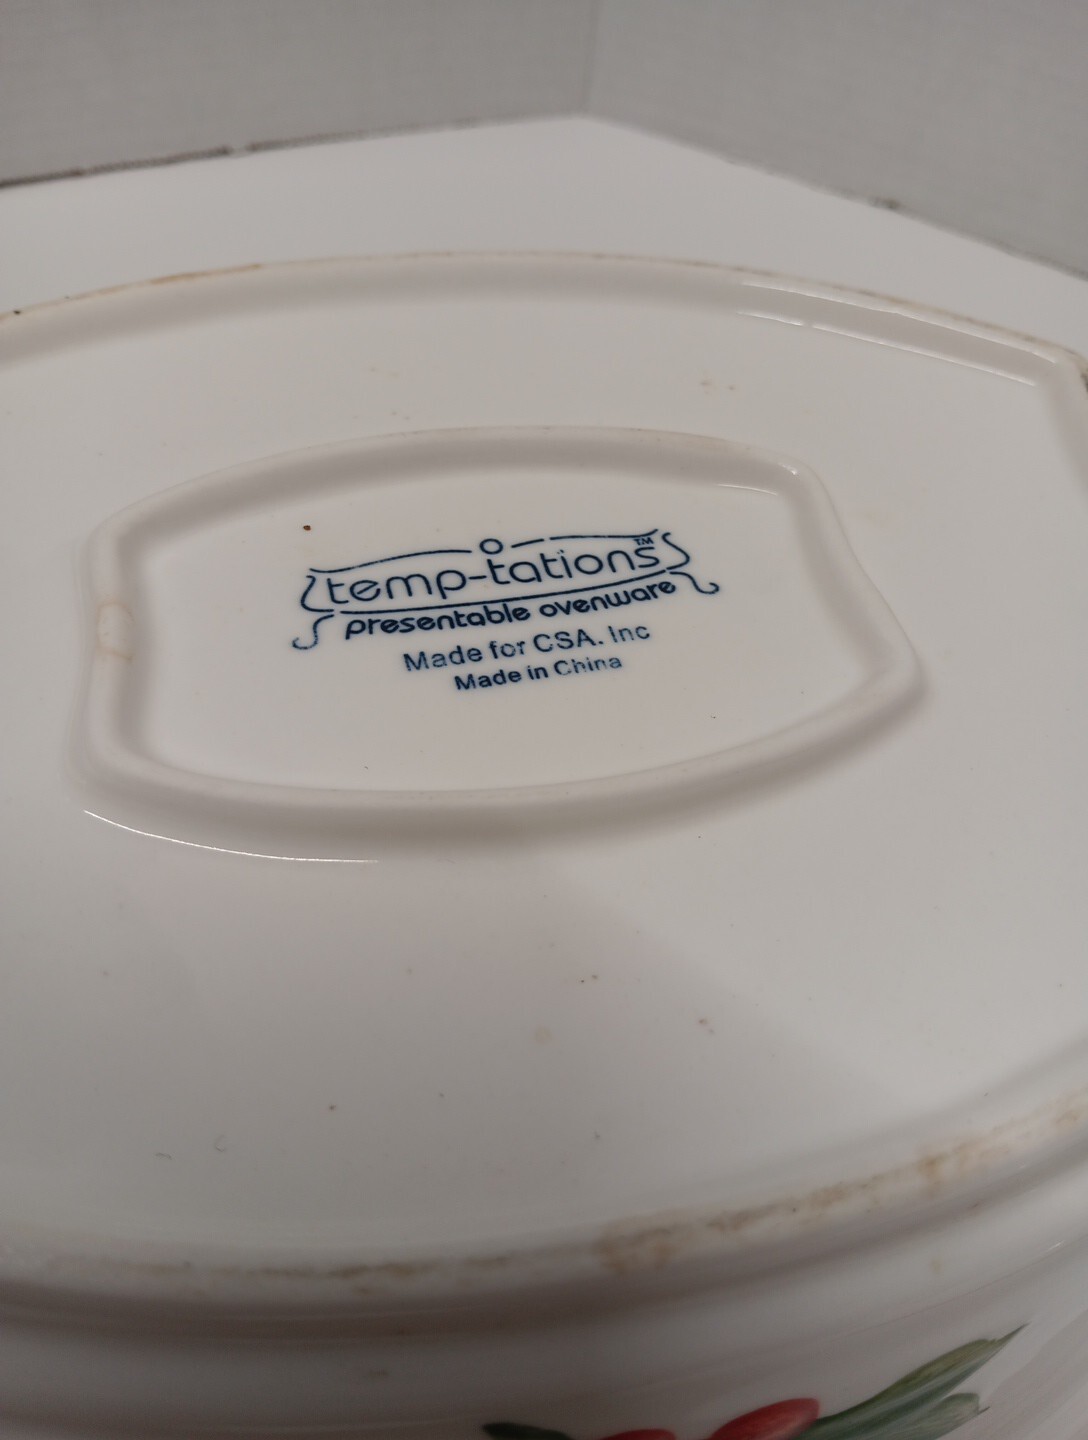 temp-tations™
presentable ovenware
Made for CSA. Inc
Made in China